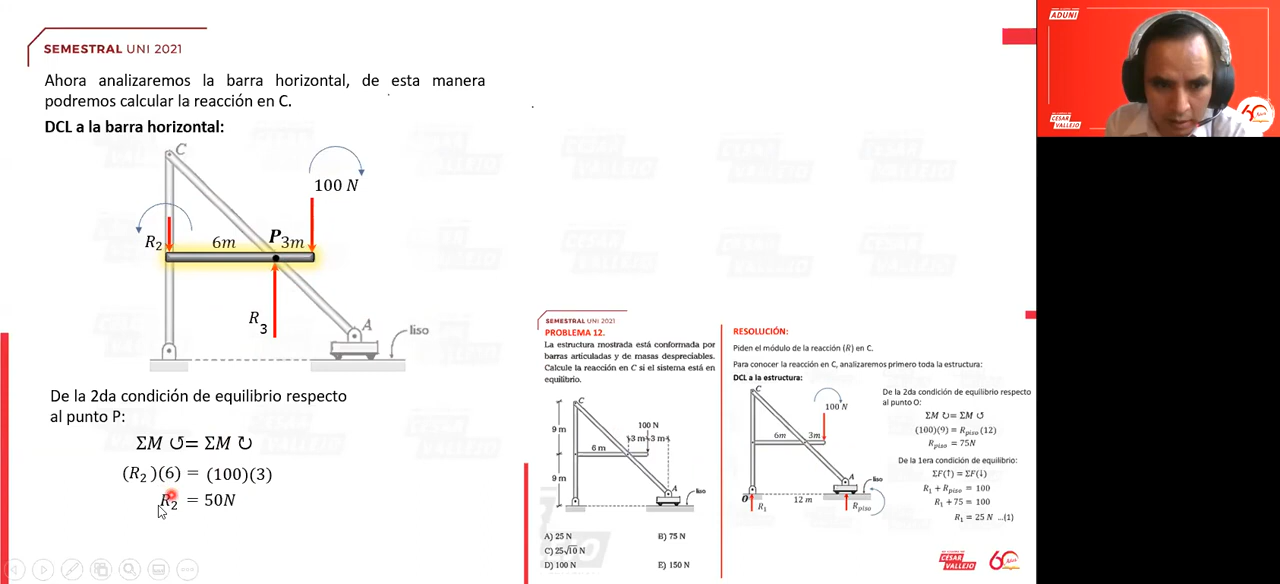 SEMESTRAL UNI 2021
Ahora analizaremos la barra horizontal, de esta manera
podremos calcular la reacción en C.
DCL a la barra horizontal:
C
100 N
R2
6m
P
3m
R3
A
liso
De la 2da condición de equilibrio respecto
al punto P:
ΣM ↺= ΣM ↻
(R2)(6) = (100)(3)
R2 = 50N
SEMESTRAL UNI 2021
PROBLEMA 12.
La estructura mostrada está conformada por
barras articuladas y de masas despreciables.
Calcule la reacción en C si el sistema está en
equilibrio.
C
9 m
100 N
3 m 3 m
6 m
9 m
A
liso
A) 25 N
B) 75 N
C) 25√10 N
D) 100 N
E) 150 N
RESOLUCIÓN:
Piden el módulo de la reacción (R) en C.
Para conocer la reacción en C, analizaremos primero toda la estructura:
DCL a la estructura:
C
100 N
6m
3m
A
liso
O
12 m
R1
Rpiso
De la 2da condición de equilibrio respecto
al punto O:
ΣM ↻= ΣM ↺
(100)(9) = Rpiso (12)
Rpiso = 75N
De la 1era condición de equilibrio:
ΣF(↑) = ΣF(↓)
R1 + Rpiso = 100
R1 + 75 = 100
R1 = 25 N ...(1)
CESAR
VALLEJO
60
ADUNI
CESAR
VALLEJO
60